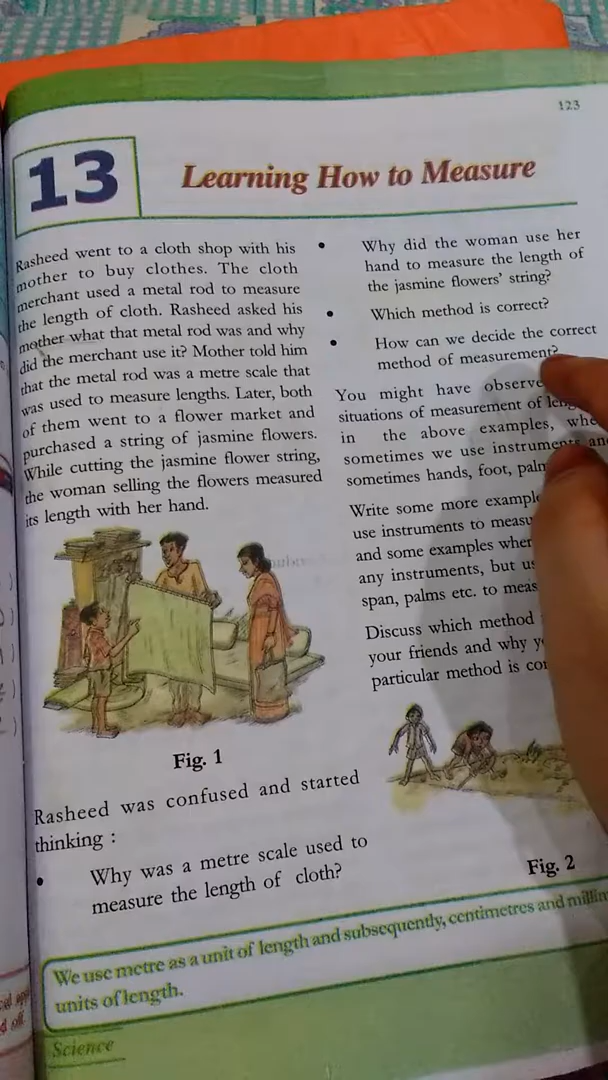 123
13
Learning How to Measure
Rasheed went to a cloth shop with his
mother to buy clothes. The cloth
merchant used a metal rod to measure
the length of cloth. Rasheed asked his
mother what that metal rod was and why
did the merchant use it? Mother told him
that the metal rod was a metre scale that
was used to measure lengths. Later, both
of them went to a flower market and
purchased a string of jasmine flowers.
While cutting the jasmine flower string,
the woman selling the flowers measured
its length with her hand.
Fig. 1
Rasheed was confused and started
thinking :
• Why was a metre scale used to
measure the length of cloth?
• Why did the woman use her
hand to measure the length of
the jasmine flowers' string?
• Which method is correct?
• How can we decide the correct
method of measurement?
You might have observe
situations of measurement of
in the above examples,
sometimes we use instruments
sometimes hands, foot, palm
Write some more exampl
use instruments to measu
and some examples wher
any instruments, but us
span, palms etc. to meas
Discuss which method
your friends and why y
particular method is
Fig. 2
We use metre as a unit of length and subsequently, centimetres and
units of length.
Science